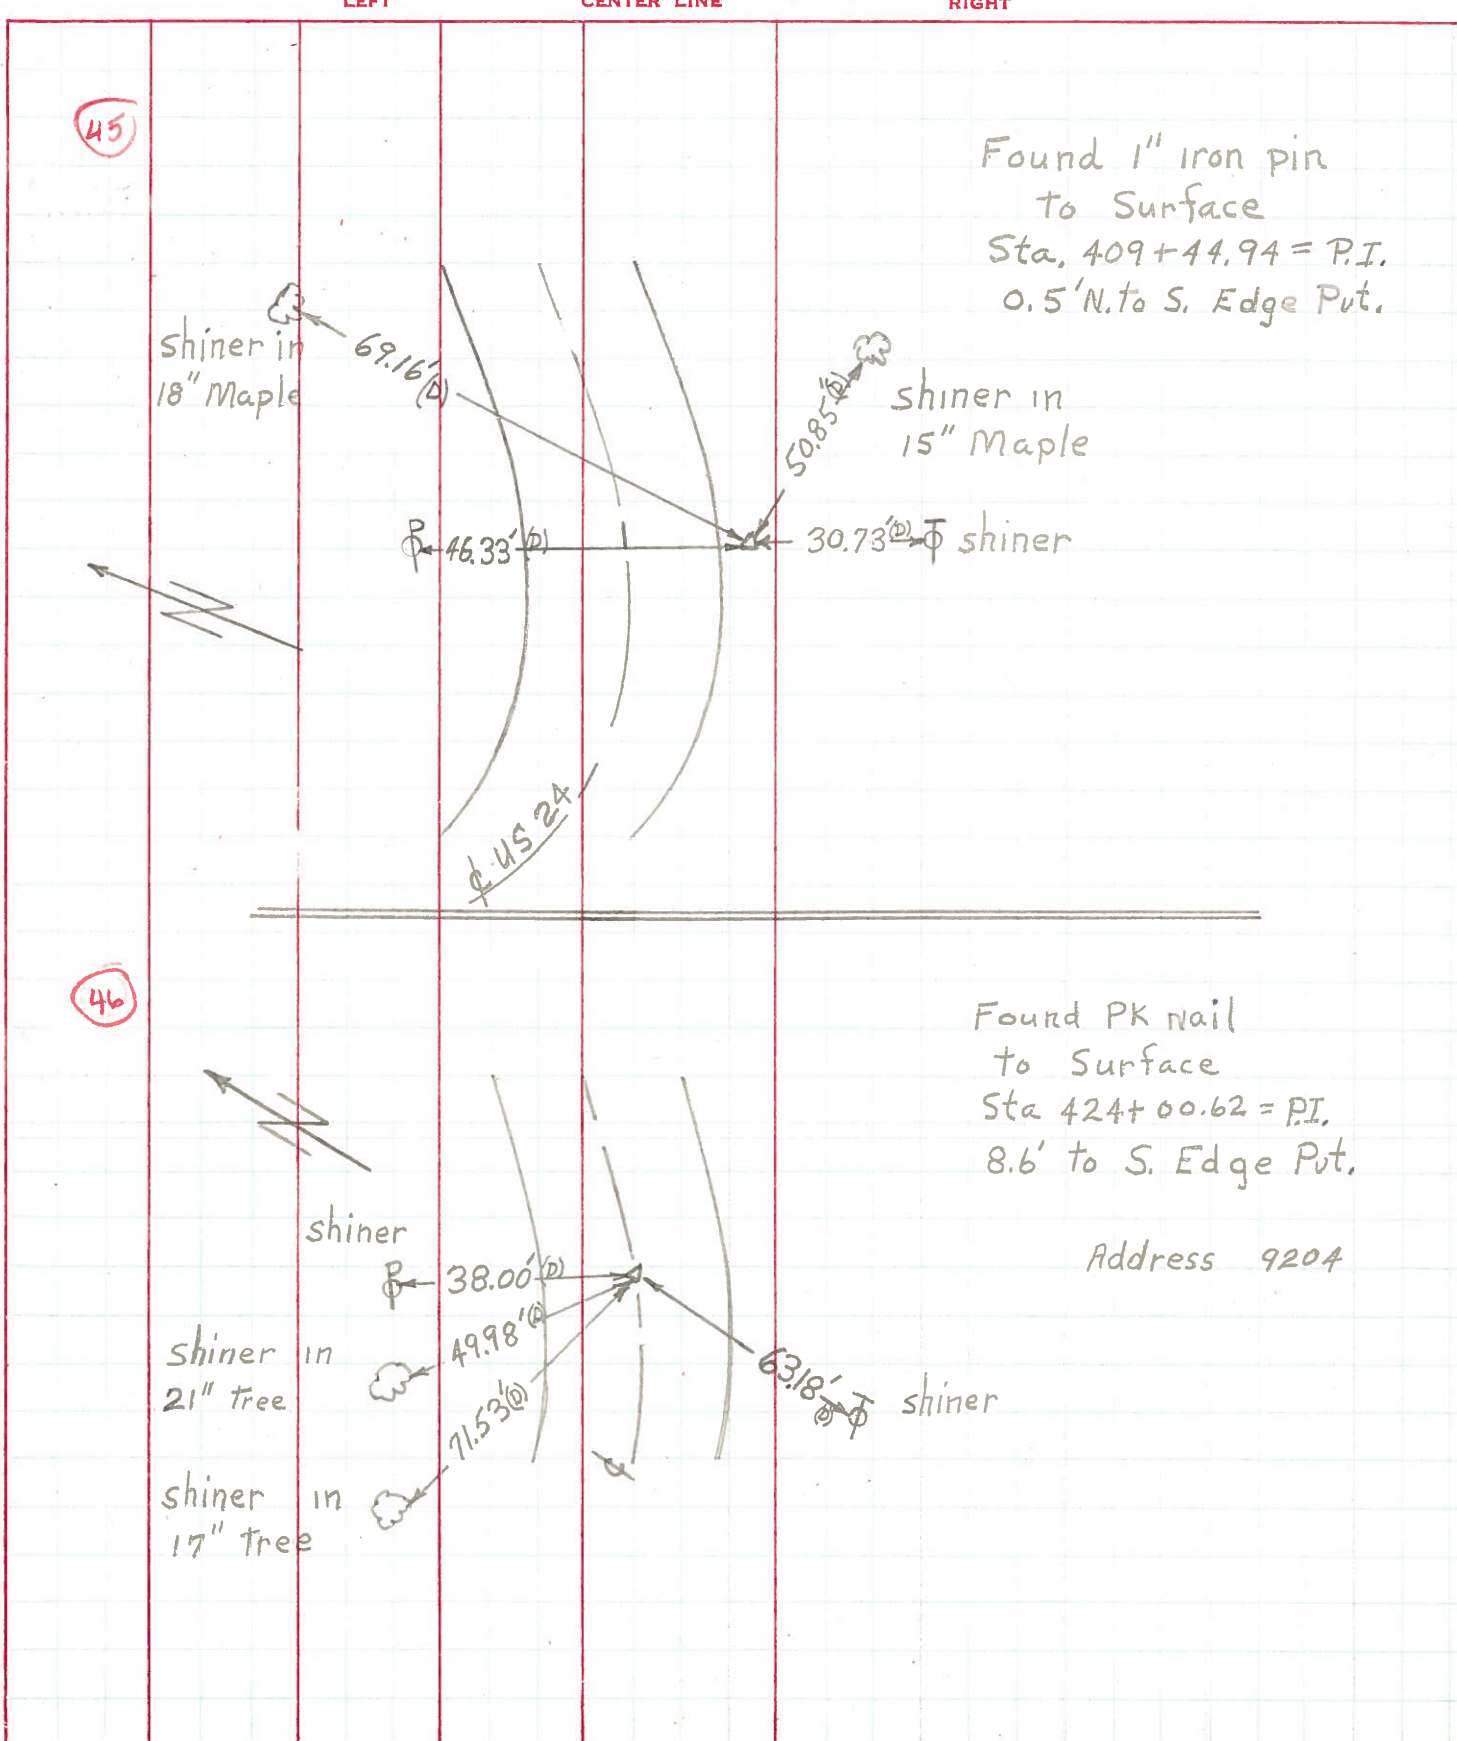 LEFT CENTER LINE RIGHT
45
Found 1" iron pin
to Surface
Sta. 409+44.94 = P.I.
0.5' N. to S. Edge Pvt.
shiner in
18" Maple
69.16' (D)
50.85' (D)
shiner in
15" Maple
P
46.33' (D)
30.73' (D)
T
shiner
N
℄ US 24
46
Found PK nail
to Surface
Sta 424+00.62 = P.I.
8.6' to S. Edge Pvt.
Address 9204
N
shiner
P
38.00' (D)
49.98' (D)
shiner in
21" Tree
71.53' (D)
63.18' (D)
T
shiner
shiner in
17" Tree
℄